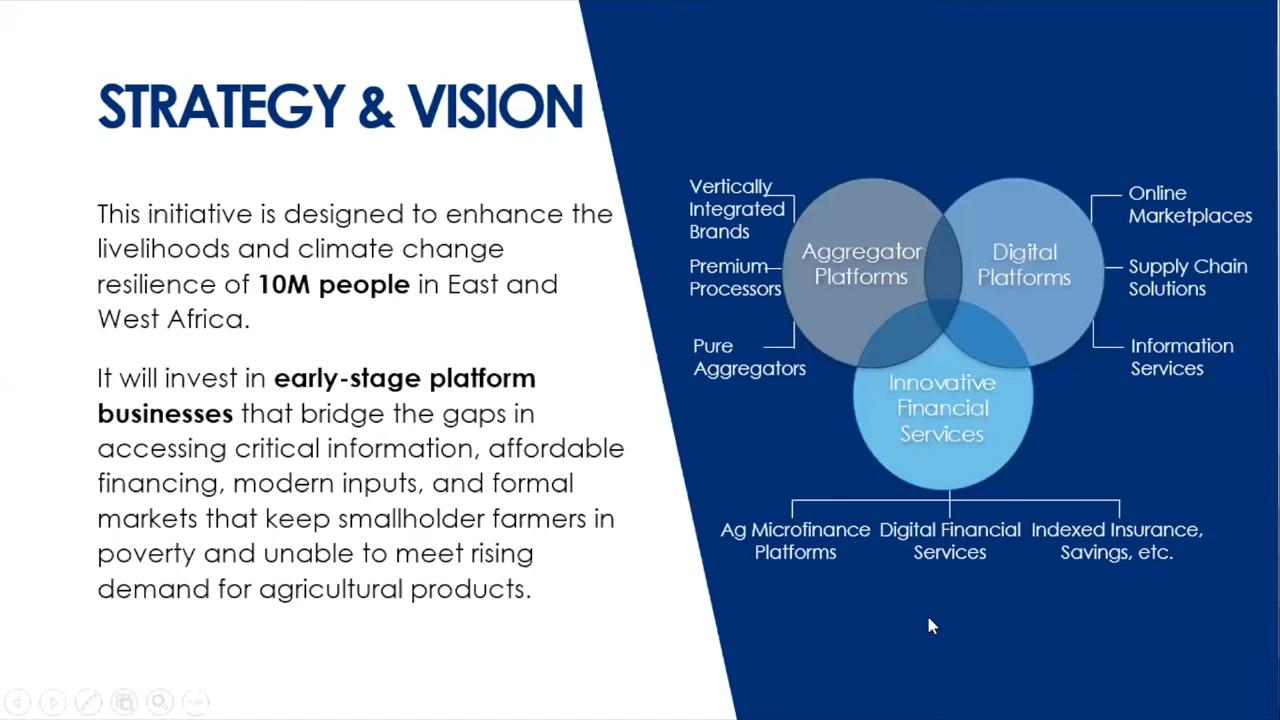 STRATEGY & VISION
This initiative is designed to enhance the
livelihoods and climate change
resilience of 10M people in East and
West Africa.
It will invest in early-stage platform
businesses that bridge the gaps in
accessing critical information, affordable
financing, modern inputs, and formal
markets that keep smallholder farmers in
poverty and unable to meet rising
demand for agricultural products.
Vertically
Integrated
Brands
Premium
Processors
Pure
Aggregators
Aggregator
Platforms
Digital
Platforms
Online
Marketplaces
Supply Chain
Solutions
Information
Services
Innovative
Financial
Services
Ag Microfinance
Platforms
Digital Financial
Services
Indexed Insurance,
Savings, etc.